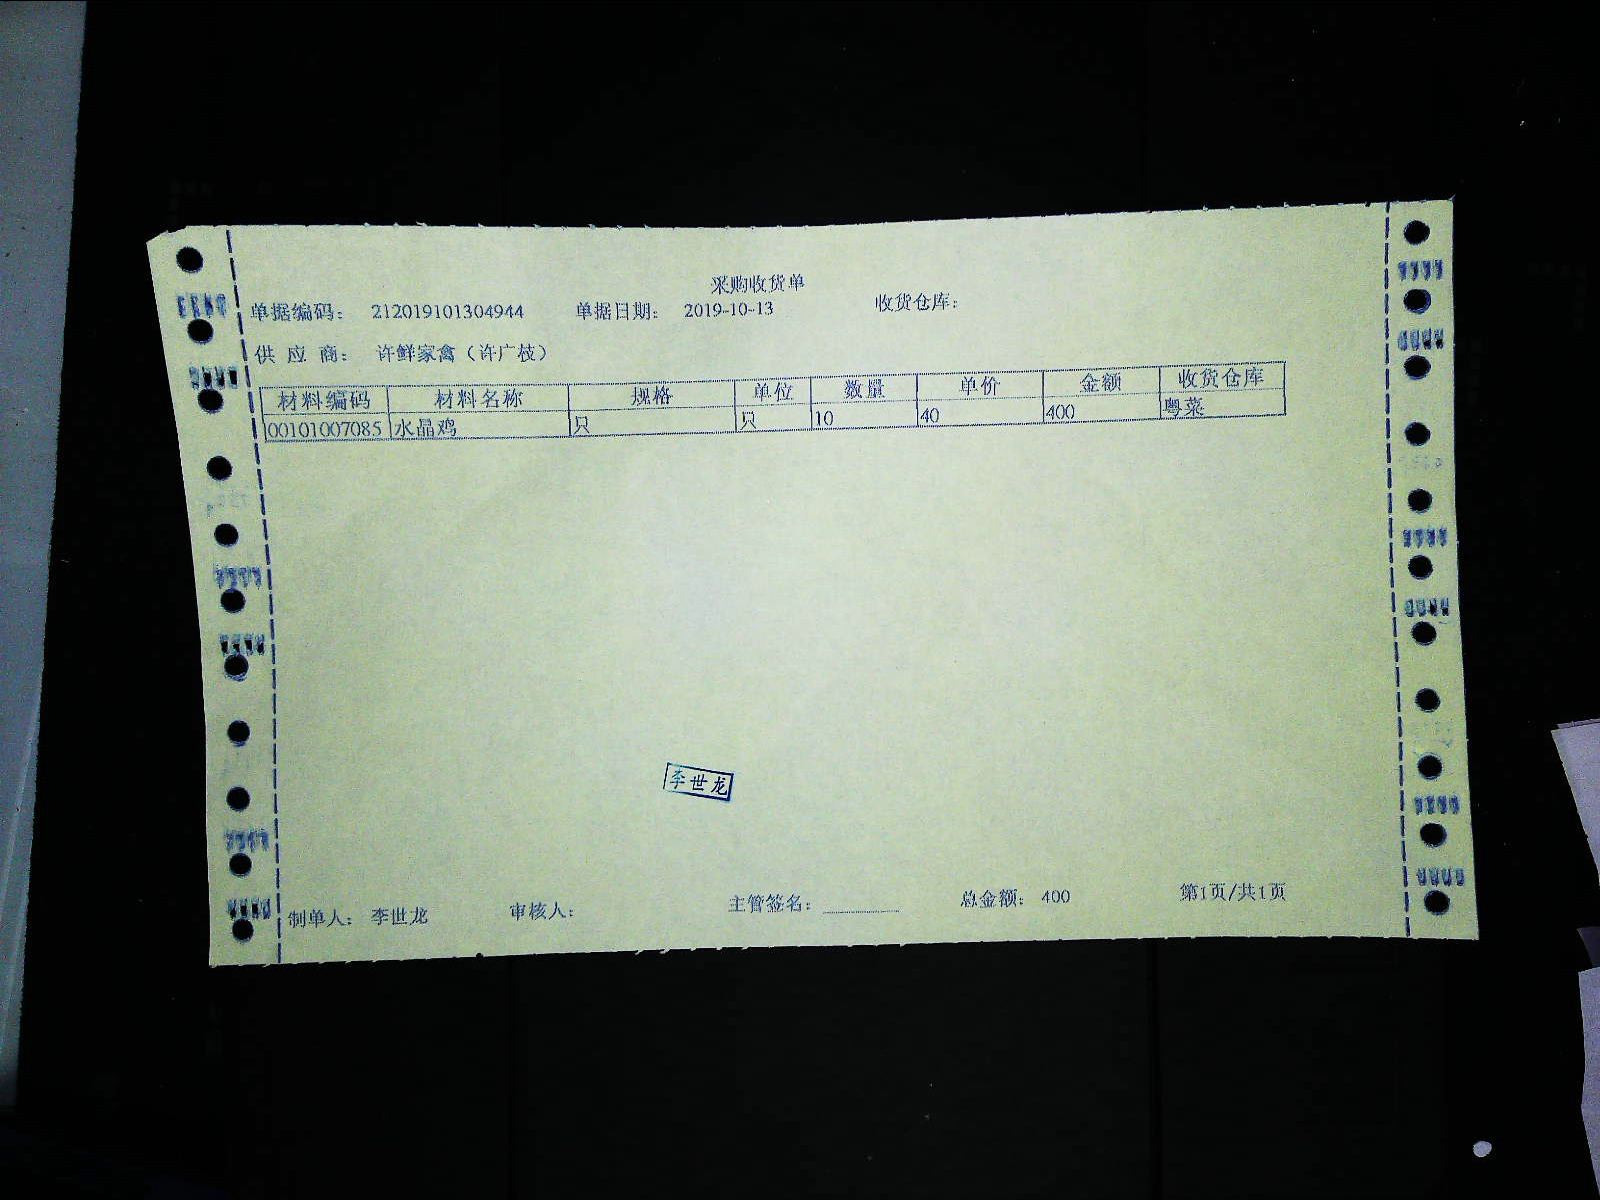 采购收货单
单据编码： 212019101304944 单据日期： 2019-10-13 收货仓库：
供 应 商： 许鲜家禽（许广枝）
材料编码 材料名称 规格 单位 数量 单价 金额 收货仓库
00101007085 水晶鸡 只 只 10 40 400 粤菜
李世龙
制单人： 李世龙 审核人： 主管签名： 总金额： 400 第1页/共1页